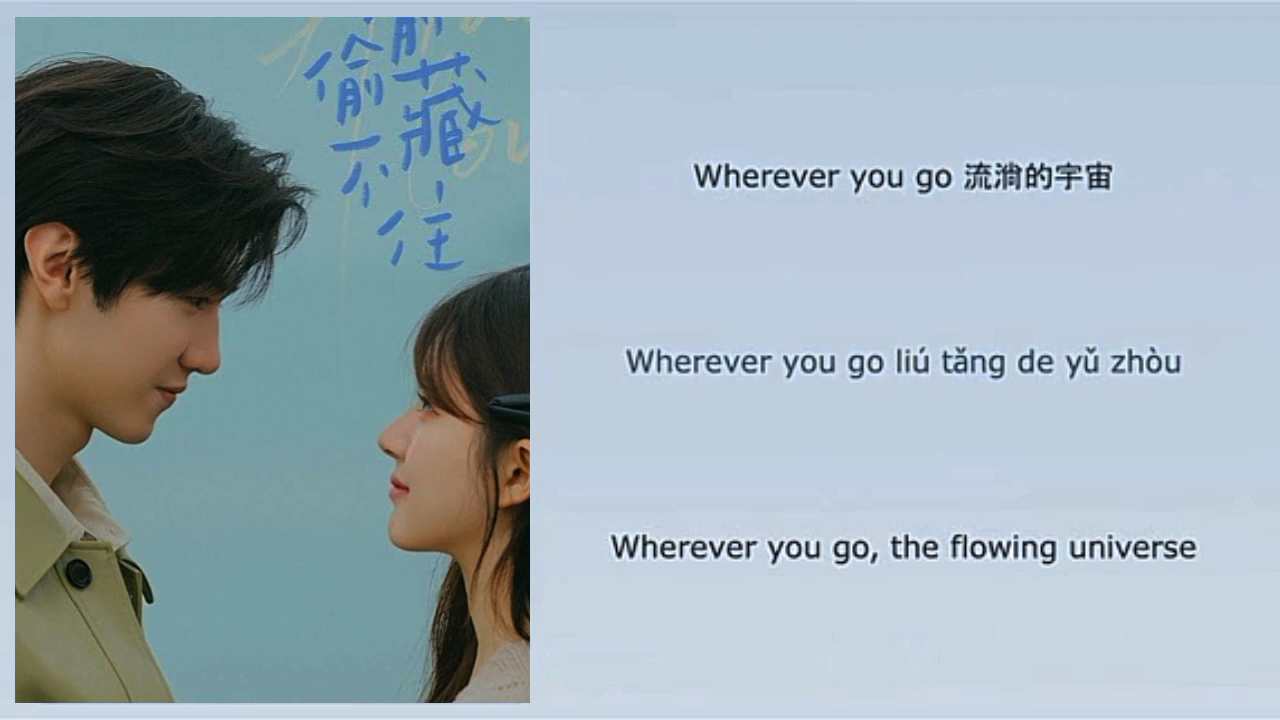 偷偷藏不住
Wherever you go 流淌的宇宙
Wherever you go liú tǎng de yǔ zhòu
Wherever you go, the flowing universe